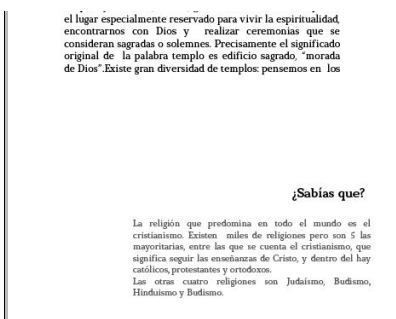 el lugar especialmente reservado para vivir la espiritualidad,
encontrarnos con Dios y realizar ceremonias que se
consideran sagradas o solemnes. Precisamente el significado
original de la palabra templo es edificio sagrado, “morada
de Dios”.Existe gran diversidad de templos: pensemos en los
¿Sabías que?
La religión que predomina en todo el mundo es el
cristianismo. Existen miles de religiones pero son 5 las
mayoritarias, entre las que se cuenta el cristianismo, que
significa seguir las enseñanzas de Cristo, y dentro del hay
católicos, protestantes y ortodoxos.
Las otras cuatro religiones son Judaísmo, Budismo,
Hinduismo y Budismo.